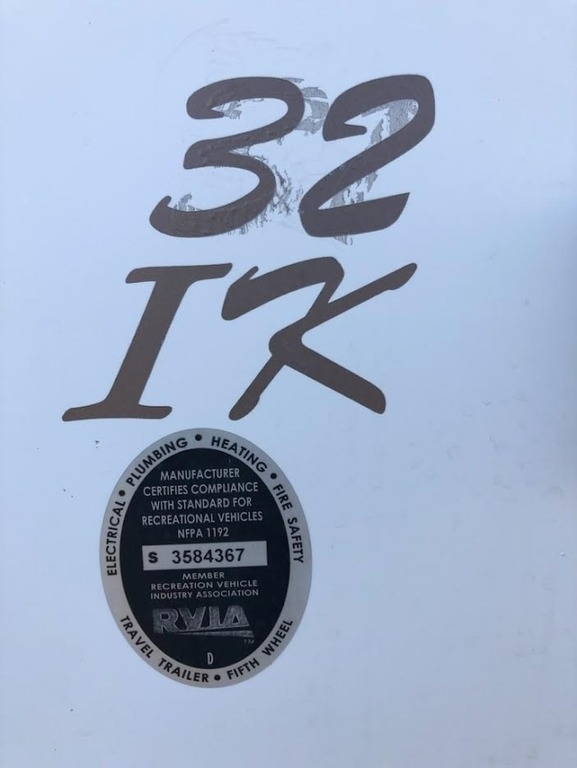 32
IK
ELECTRICAL • PLUMBING • HEATING • FIRE SAFETY
MANUFACTURER
CERTIFIES COMPLIANCE
WITH STANDARD FOR
RECREATIONAL VEHICLES
NFPA 1192
S 3584367
MEMBER
RECREATION VEHICLE
INDUSTRY ASSOCIATION
RVIA ™
D
TRAVEL TRAILER • FIFTH WHEEL